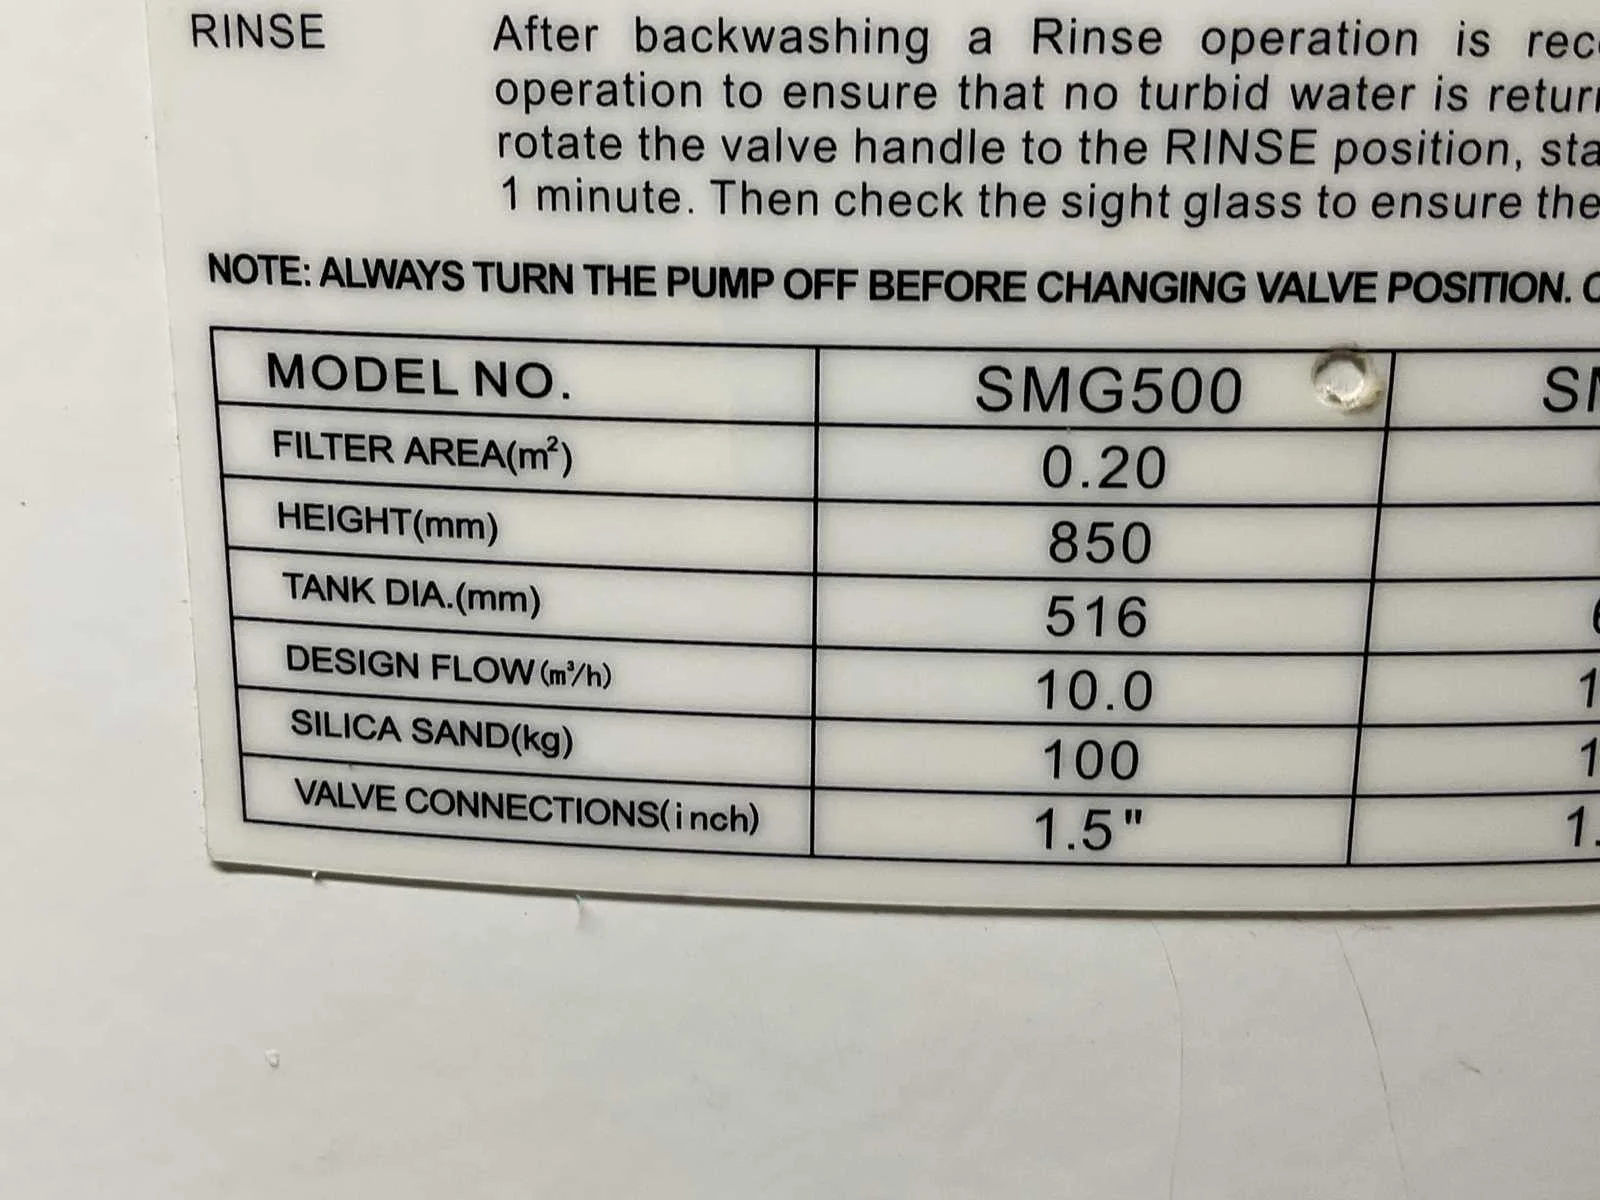 RINSE After backwashing a Rinse operation is
operation to ensure that no turbid water is
rotate the valve handle to the RINSE position,
1 minute. Then check the sight glass to ensure the
NOTE: ALWAYS TURN THE PUMP OFF BEFORE CHANGING VALVE POSITION.
MODEL NO. SMG500
FILTER AREA(m²) 0.20
HEIGHT(mm) 850
TANK DIA.(mm) 516
DESIGN FLOW(m³/h) 10.0
SILICA SAND(kg) 100
VALVE CONNECTIONS(inch) 1.5"